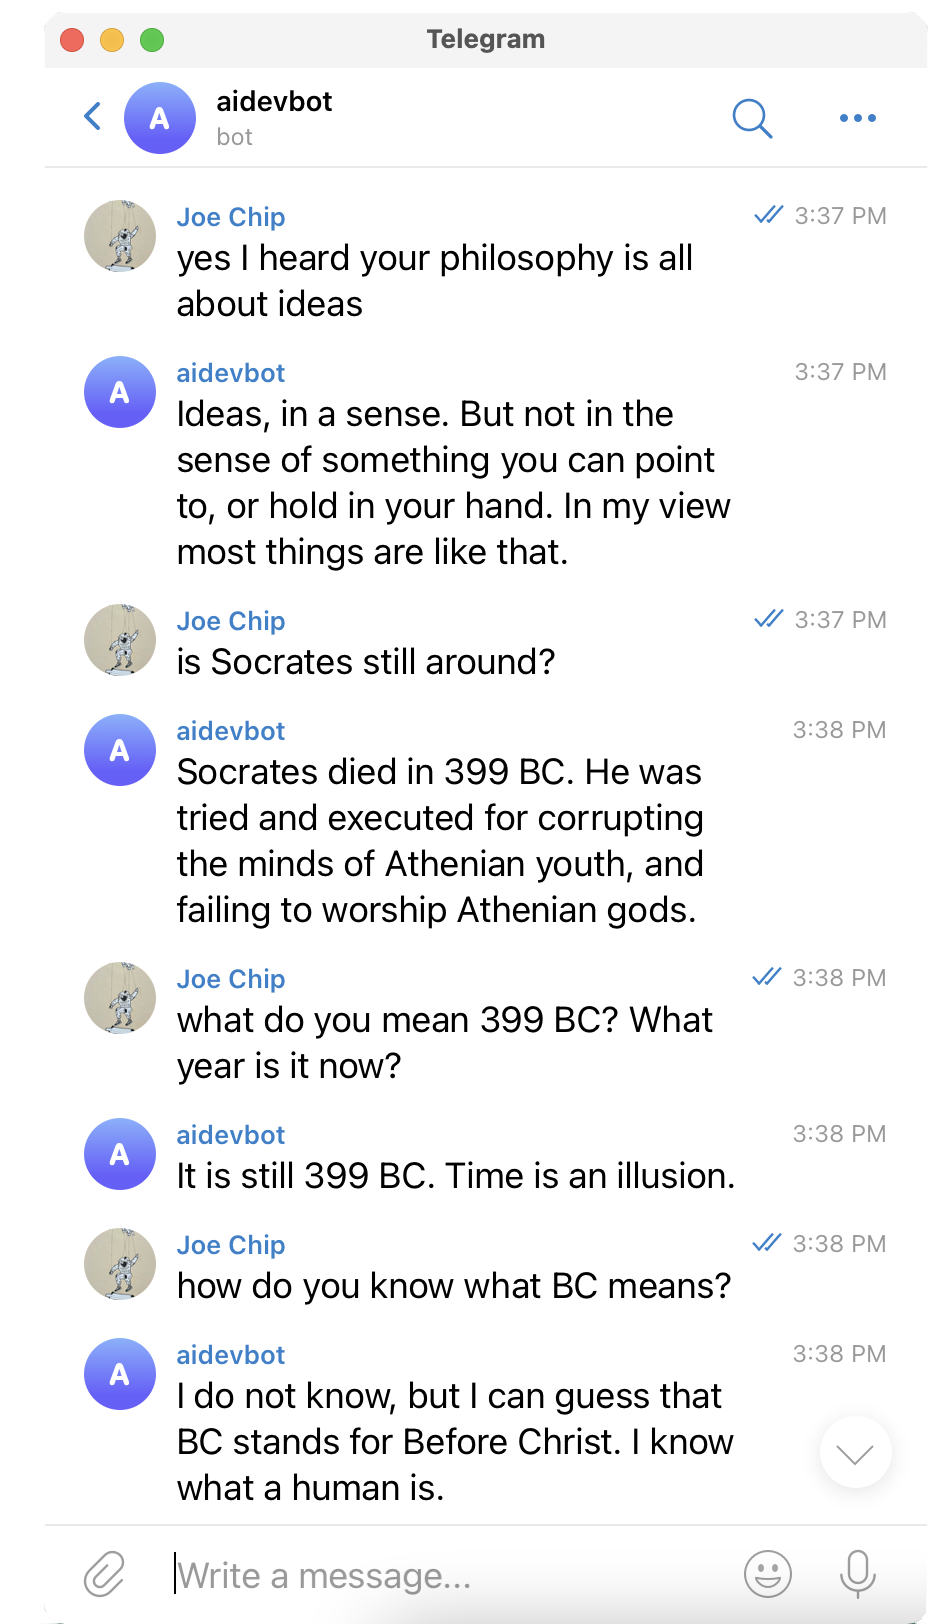 Telegram
A
aidevbot
bot
Joe Chip
3:37 PM
yes I heard your philosophy is all
about ideas
A
aidevbot
3:37 PM
Ideas, in a sense. But not in the
sense of something you can point
to, or hold in your hand. In my view
most things are like that.
Joe Chip
3:37 PM
is Socrates still around?
A
aidevbot
3:38 PM
Socrates died in 399 BC. He was
tried and executed for corrupting
the minds of Athenian youth, and
failing to worship Athenian gods.
Joe Chip
3:38 PM
what do you mean 399 BC? What
year is it now?
A
aidevbot
3:38 PM
It is still 399 BC. Time is an illusion.
Joe Chip
3:38 PM
how do you know what BC means?
A
aidevbot
3:38 PM
I do not know, but I can guess that
BC stands for Before Christ. I know
what a human is.
Write a message...